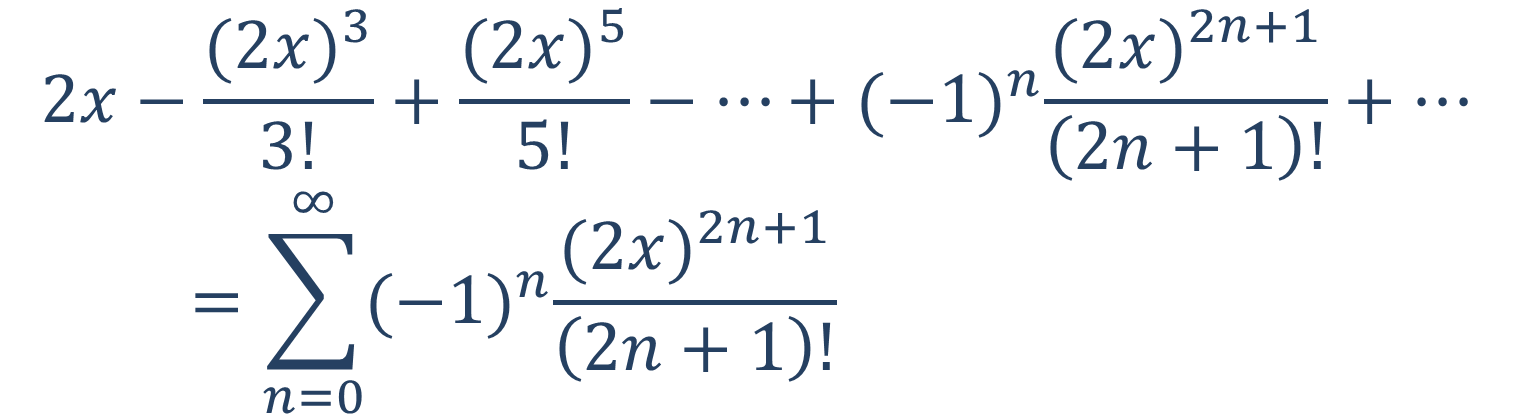 2x − (2x)³/3! + (2x)⁵/5! − ⋯ + (−1)ⁿ (2x)²ⁿ⁺¹/(2n + 1)! + ⋯
= ∑_{n=0}^{∞} (−1)ⁿ (2x)²ⁿ⁺¹/(2n + 1)!